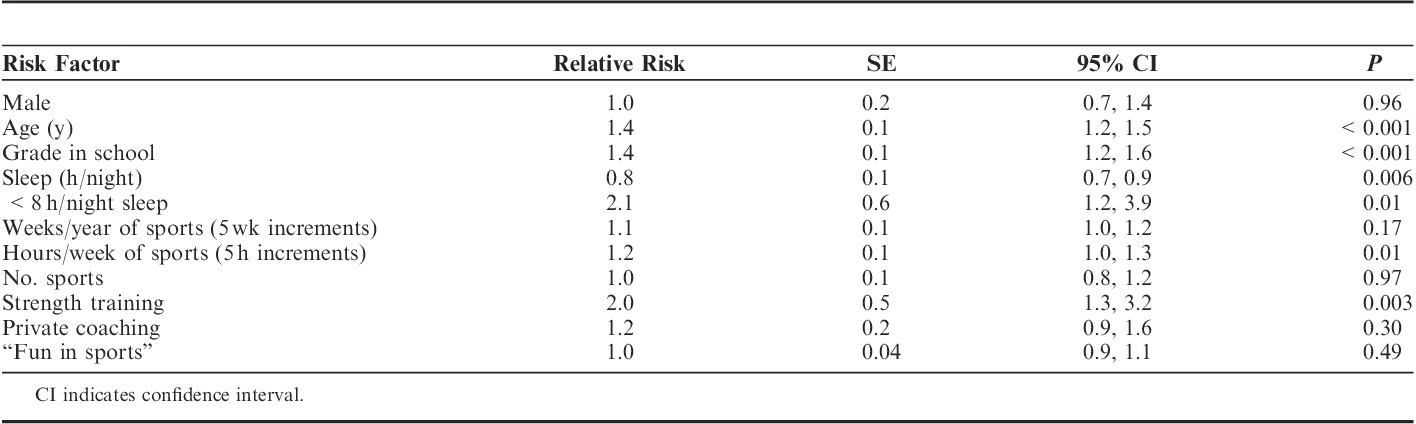 Risk Factor Relative Risk SE 95% CI P
Male 1.0 0.2 0.7, 1.4 0.96
Age (y) 1.4 0.1 1.2, 1.5 < 0.001
Grade in school 1.4 0.1 1.2, 1.6 < 0.001
Sleep (h/night) 0.8 0.1 0.7, 0.9 0.006
< 8 h/night sleep 2.1 0.6 1.2, 3.9 0.01
Weeks/year of sports (5 wk increments) 1.1 0.1 1.0, 1.2 0.17
Hours/week of sports (5 h increments) 1.2 0.1 1.0, 1.3 0.01
No. sports 1.0 0.1 0.8, 1.2 0.97
Strength training 2.0 0.5 1.3, 3.2 0.003
Private coaching 1.2 0.2 0.9, 1.6 0.30
“Fun in sports” 1.0 0.04 0.9, 1.1 0.49
CI indicates confidence interval.